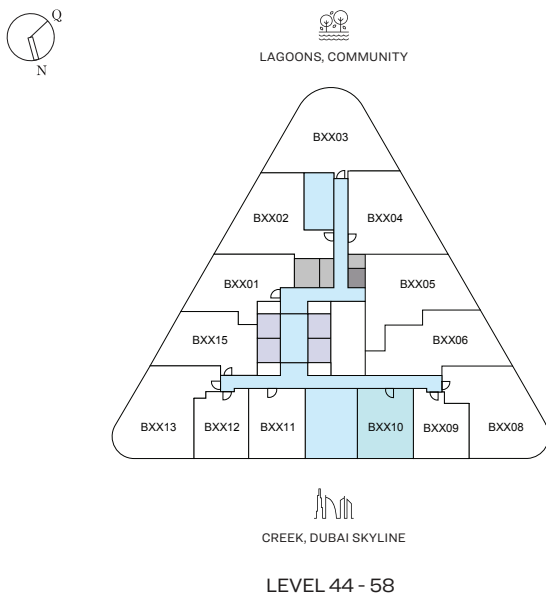 Q
N
LAGOONS, COMMUNITY
BXX03
BXX02
BXX04
BXX01
BXX05
BXX15
BXX06
BXX13
BXX12
BXX11
BXX10
BXX09
BXX08
CREEK, DUBAI SKYLINE
LEVEL 44 - 58